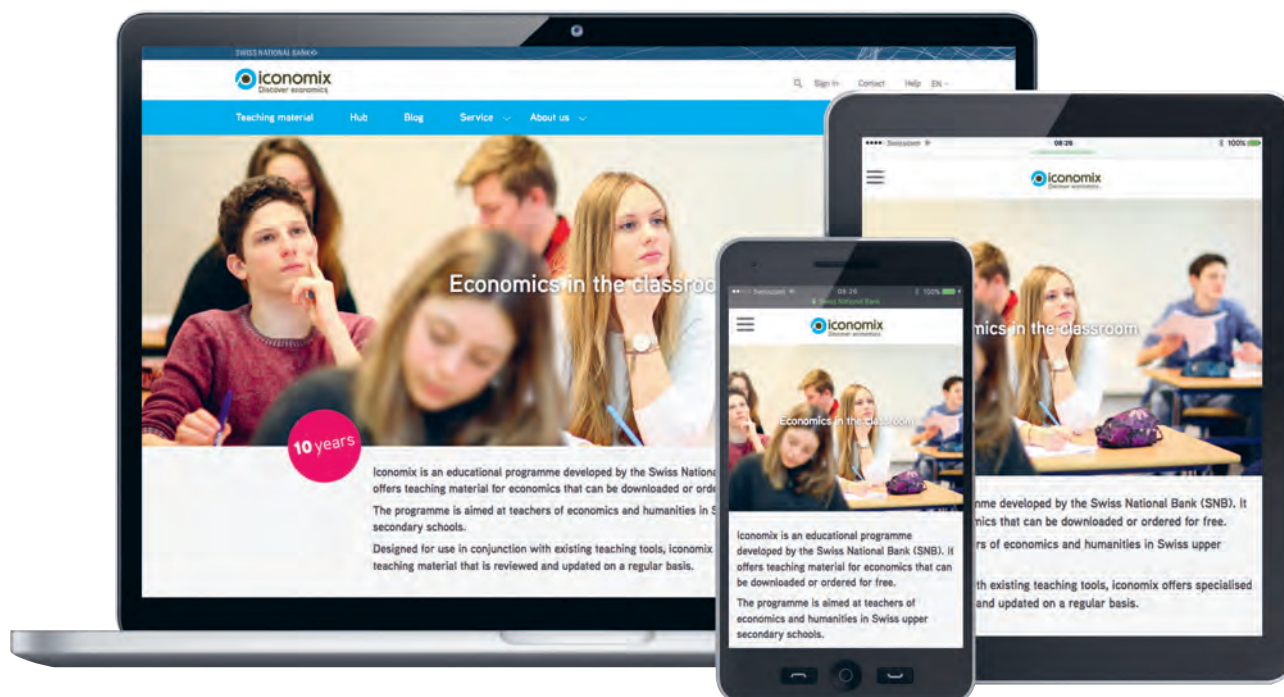 SWISS NATIONAL BANK
iconomix
Discover economics
Sign In Contact Help EN
Teaching material Hub Blog Service About us
Economics in the classroo
10 years
Iconomix is an educational programme developed by the Swiss Nationa
offers teaching material for economics that can be downloaded or orde
The programme is aimed at teachers of economics and humanities in S
secondary schools.
Designed for use in conjunction with existing teaching tools, iconomix
teaching material that is reviewed and updated on a regular basis.
Swisscom 08:26 100%
iconomix
Discover economics
mics in the classroom
mme developed by the Swiss National Bank (SNB). It
mics that can be downloaded or ordered for free.
rs of economics and humanities in Swiss upper
th existing teaching tools, iconomix offers specialised
and updated on a regular basis.
Swisscom 08:26 100%
Swiss National Bank
iconomix
Discover economics
Economics in the classroom
Iconomix is an educational programme
developed by the Swiss National Bank (SNB). It
offers teaching material for economics that can
be downloaded or ordered for free.
The programme is aimed at teachers of
economics and humanities in Swiss upper
secondary schools.